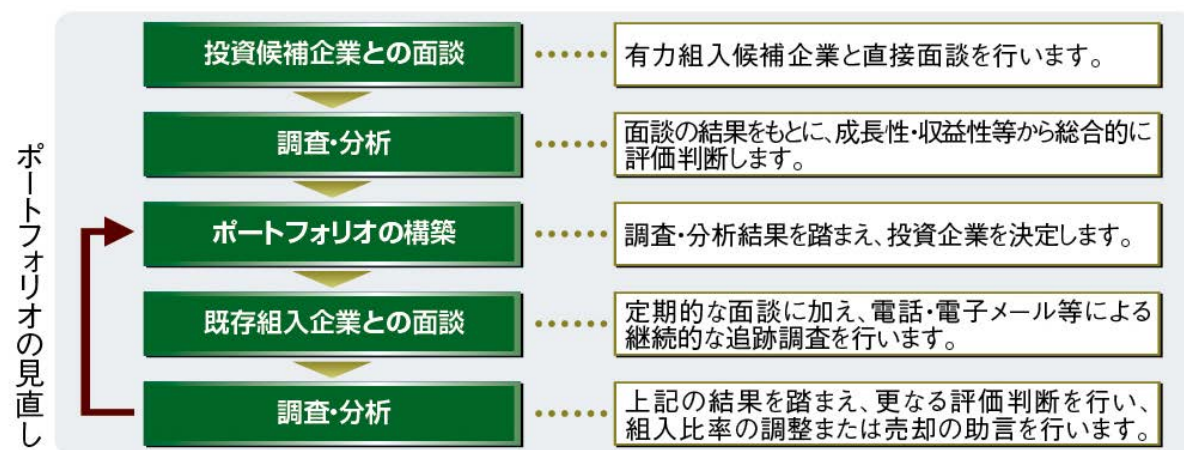 投資候補企業との面談
有力組入候補企業と直接面談を行います。
調査・分析
面談の結果をもとに、成長性・収益性等から総合的に
評価判断します。
ポートフォリオの構築
調査・分析結果を踏まえ、投資企業を決定します。
既存組入企業との面談
定期的な面談に加え、電話・電子メール等による
継続的な追跡調査を行います。
調査・分析
上記の結果を踏まえ、更なる評価判断を行い、
組入比率の調整または売却の助言を行います。
ポートフォリオの見直し